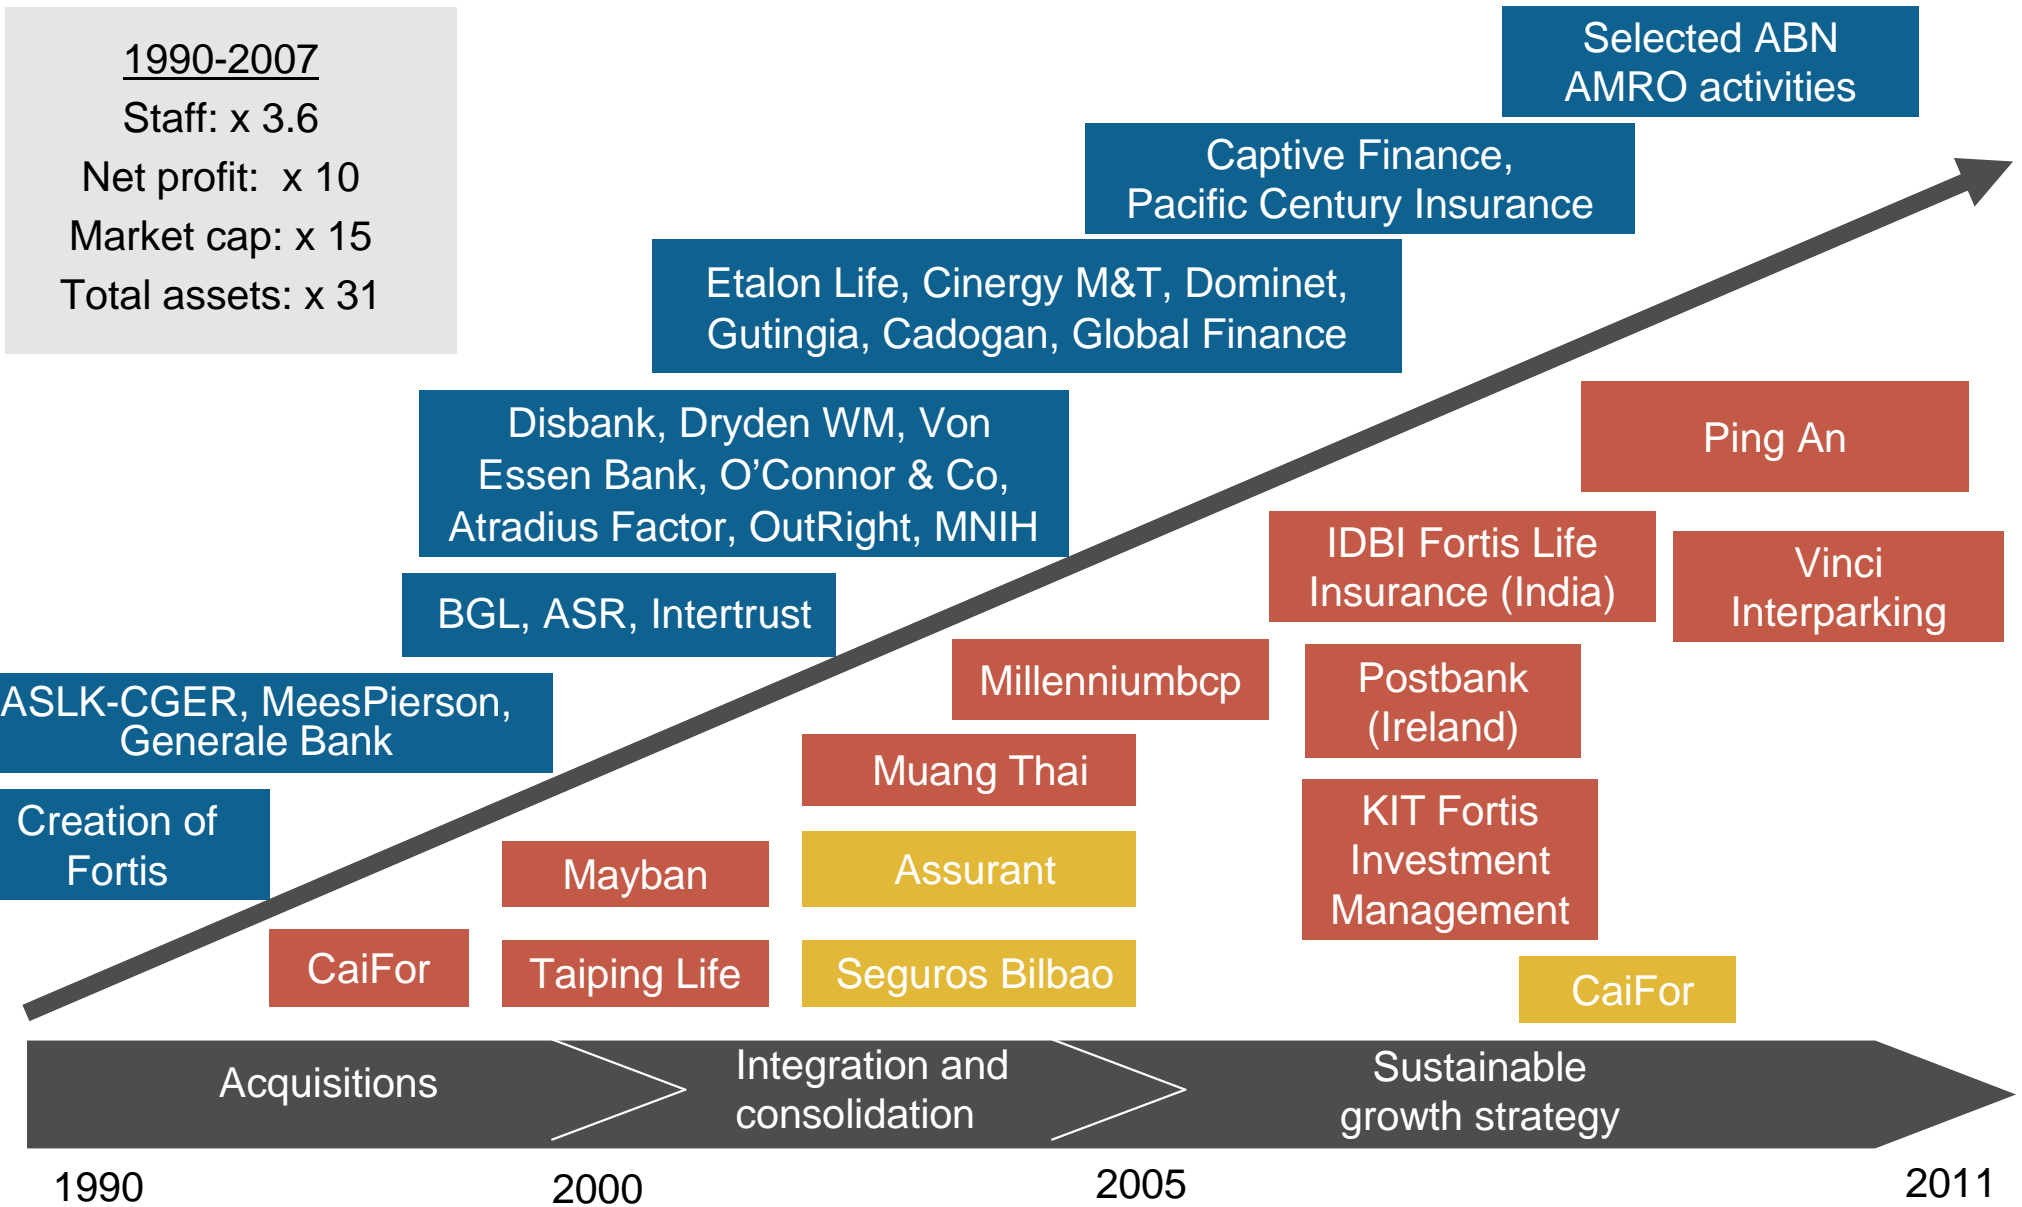 1990-2007
Staff: x 3.6
Net profit:  x 10
Market cap: x 15
Total assets: x 31
Selected ABN
AMRO activities
Captive Finance,
Pacific Century Insurance
Etalon Life, Cinergy M&T, Dominet,
Gutingia, Cadogan, Global Finance
Disbank, Dryden WM, Von
Essen Bank, O’Connor & Co,
Atradius Factor, OutRight, MNIH
BGL, ASR, Intertrust
ASLK-CGER, MeesPierson,
Generale Bank
Creation of
Fortis
Ping An
IDBI Fortis Life
Insurance (India)
Vinci
Interparking
Millenniumbcp
Postbank
(Ireland)
Muang Thai
KIT Fortis
Investment
Management
Mayban
Assurant
CaiFor
Taiping Life
Seguros Bilbao
CaiFor
Acquisitions
Integration and
consolidation
Sustainable
growth strategy
1990
2000
2005
2011